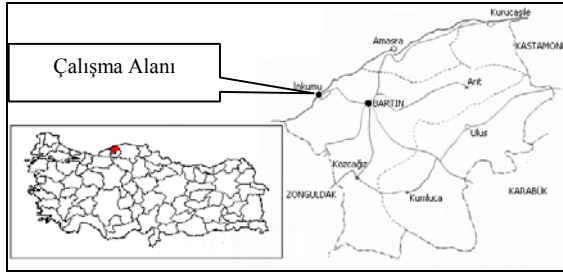 Kurucaşile
Amasra
KASTAMONU
Çalışma Alanı
İnkumu
Arıt
BARTIN
Ulus
Kozcağız
ZONGULDAK
KARABÜK
Kumluca